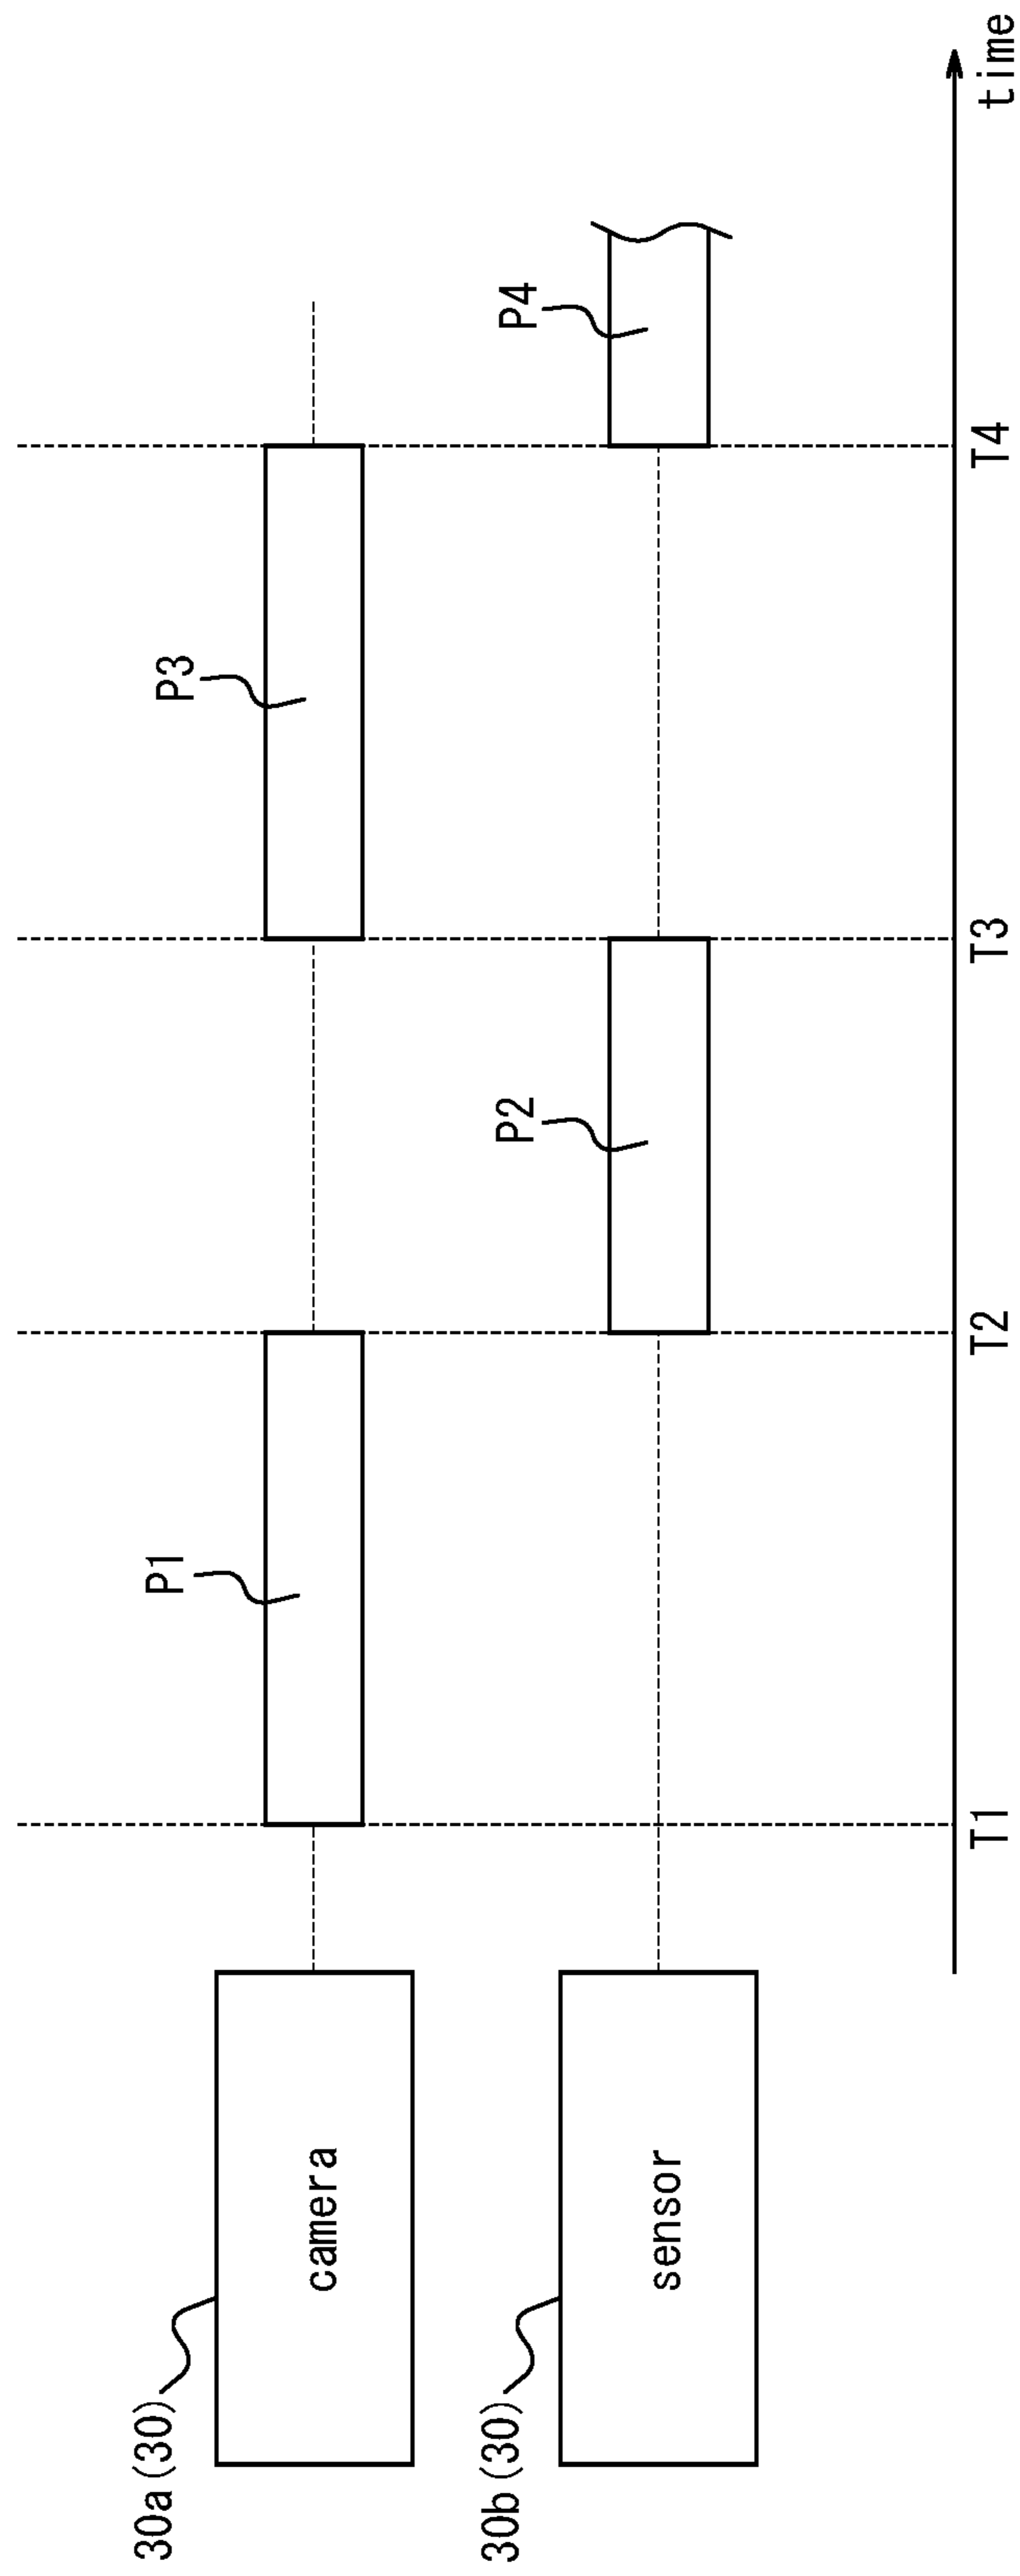 30a(30)
camera
P1
P3
30b(30)
sensor
P2
P4
T1
T2
T3
T4
time